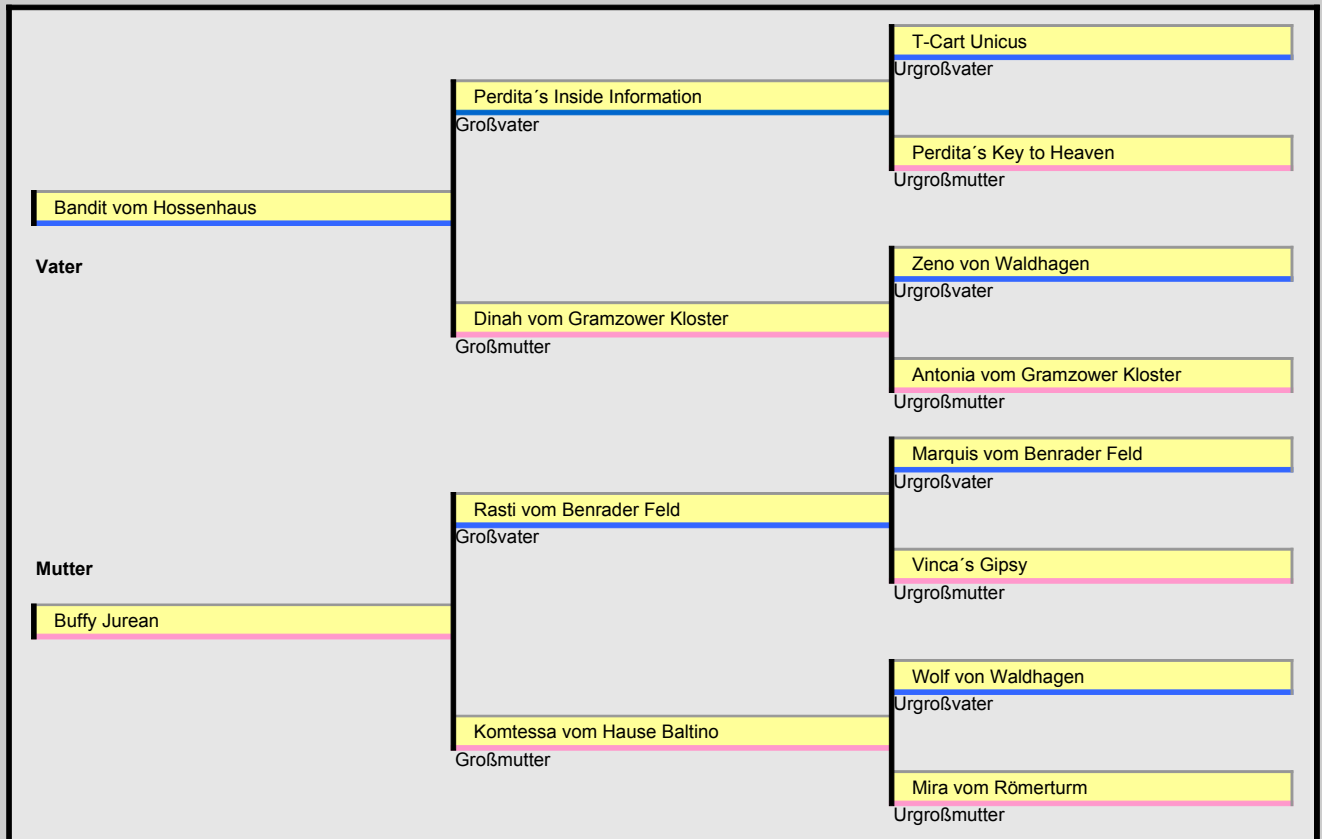 T-Cart Unicus
Urgroßvater
Perdita´s Inside Information
Großvater
Perdita´s Key to Heaven
Urgroßmutter
Bandit vom Hossenhaus
Vater
Zeno von Waldhagen
Urgroßvater
Dinah vom Gramzower Kloster
Großmutter
Antonia vom Gramzower Kloster
Urgroßmutter
Marquis vom Benrader Feld
Urgroßvater
Rasti vom Benrader Feld
Großvater
Mutter
Vinca´s Gipsy
Urgroßmutter
Buffy Jurean
Wolf von Waldhagen
Urgroßvater
Komtessa vom Hause Baltino
Großmutter
Mira vom Römerturm
Urgroßmutter